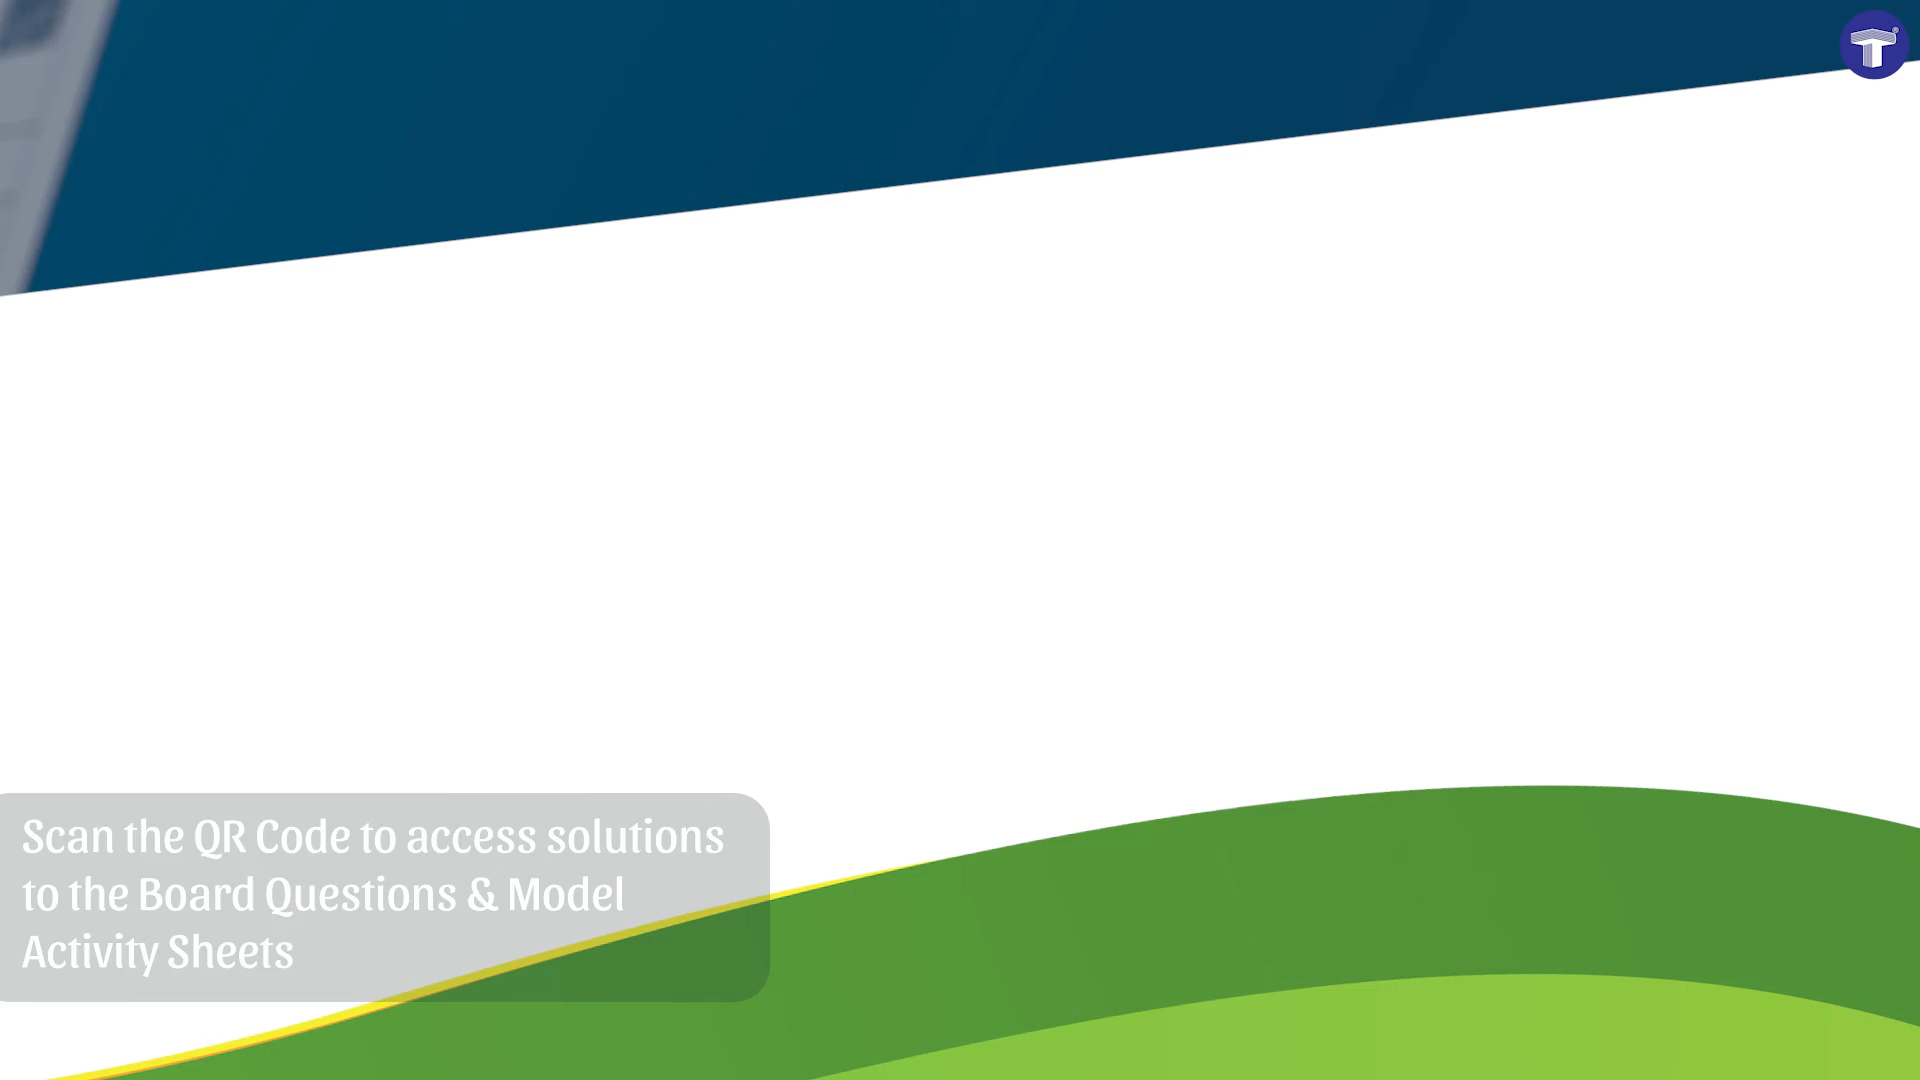 Scan the QR Code to access solutions
to the Board Questions & Model
Activity Sheets